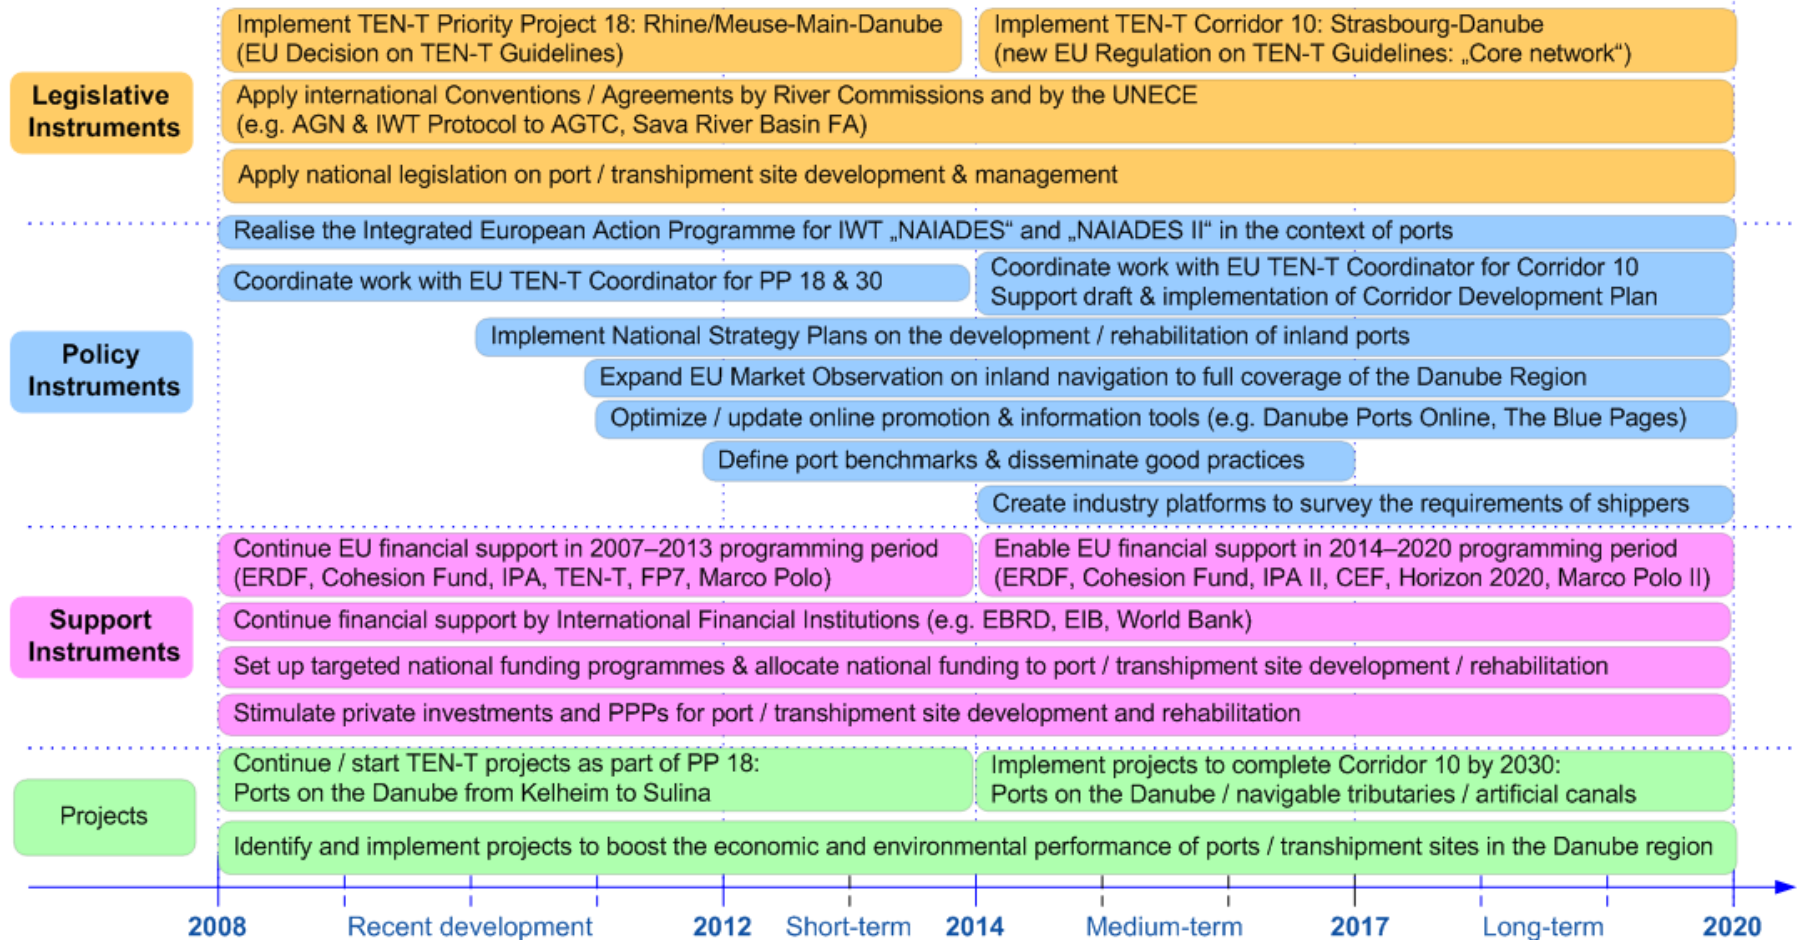 Implement TEN-T Priority Project 18: Rhine/Meuse-Main-Danube
(EU Decision on TEN-T Guidelines)
Implement TEN-T Corridor 10: Strasbourg-Danube
(new EU Regulation on TEN-T Guidelines: „Core network“)
Legislative
Instruments
Apply international Conventions / Agreements by River Commissions and by the UNECE
(e.g. AGN & IWT Protocol to AGTC, Sava River Basin FA)
Apply national legislation on port / transhipment site development & management
Realise the Integrated European Action Programme for IWT „NAIADES“ and „NAIADES II“ in the context of ports
Coordinate work with EU TEN-T Coordinator for PP 18 & 30
Coordinate work with EU TEN-T Coordinator for Corridor 10
Support draft & implementation of Corridor Development Plan
Policy
Instruments
Implement National Strategy Plans on the development / rehabilitation of inland ports
Expand EU Market Observation on inland navigation to full coverage of the Danube Region
Optimize / update online promotion & information tools (e.g. Danube Ports Online, The Blue Pages)
Define port benchmarks & disseminate good practices
Create industry platforms to survey the requirements of shippers
Continue EU financial support in 2007–2013 programming period
(ERDF, Cohesion Fund, IPA, TEN-T, FP7, Marco Polo)
Enable EU financial support in 2014–2020 programming period
(ERDF, Cohesion Fund, IPA II, CEF, Horizon 2020, Marco Polo II)
Support
Instruments
Continue financial support by International Financial Institutions (e.g. EBRD, EIB, World Bank)
Set up targeted national funding programmes & allocate national funding to port / transhipment site development / rehabilitation
Stimulate private investments and PPPs for port / transhipment site development and rehabilitation
Projects
Continue / start TEN-T projects as part of PP 18:
Ports on the Danube from Kelheim to Sulina
Implement projects to complete Corridor 10 by 2030:
Ports on the Danube / navigable tributaries / artificial canals
Identify and implement projects to boost the economic and environmental performance of ports / transhipment sites in the Danube region
2008 Recent development 2012 Short-term 2014 Medium-term 2017 Long-term 2020